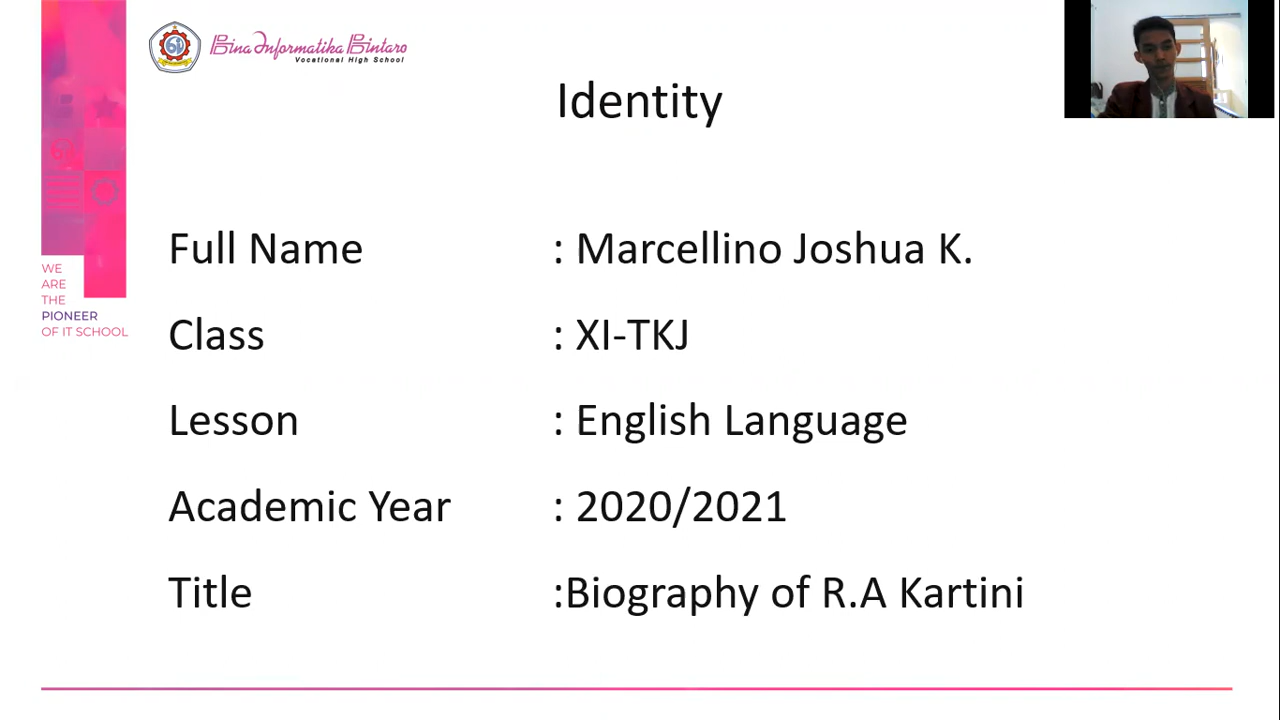 Bina Informatika Bintaro
Vocational High School
Identity
Full Name : Marcellino Joshua K.
Class : XI-TKJ
Lesson : English Language
Academic Year : 2020/2021
Title :Biography of R.A Kartini
WE
ARE
THE
PIONEER
OF IT SCHOOL